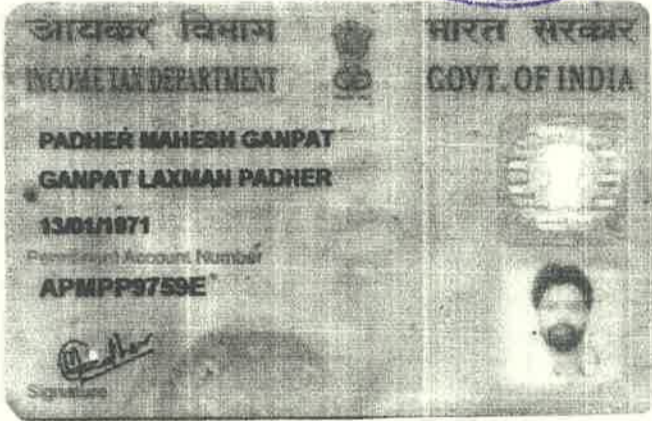 आयकर विभाग
INCOME TAX DEPARTMENT
भारत सरकार
GOVT. OF INDIA
PADHER MAHESH GANPAT
GANPAT LAXMAN PADHER
13/01/1971
Permanent Account Number
APMPP9759E
Signature